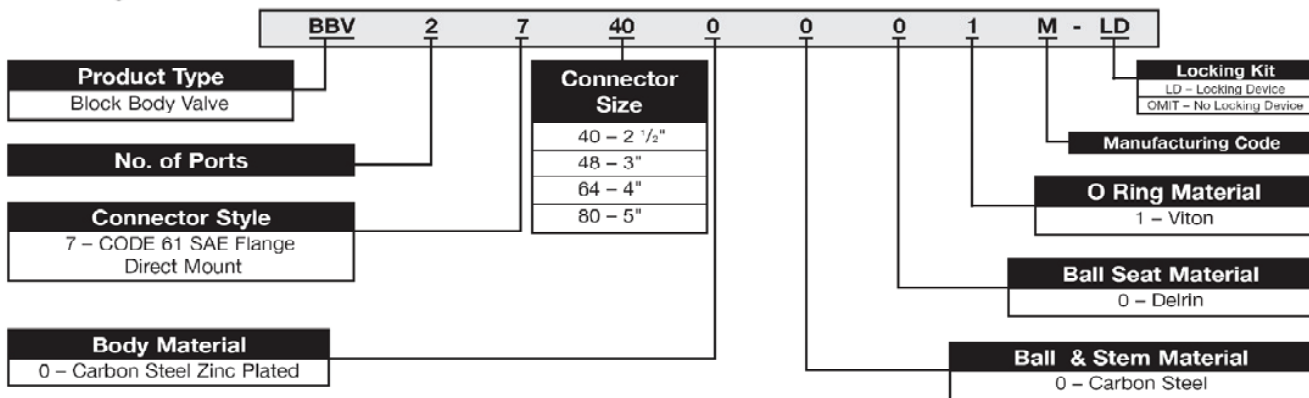 BBV 2 7 40 0 0 0 1 M - LD
Product Type
Block Body Valve
No. of Ports
Connector Style
7 – CODE 61 SAE Flange
Direct Mount
Body Material
0 – Carbon Steel Zinc Plated
Connector
Size
40 – 2 1/2"
48 – 3"
64 – 4"
80 – 5"
Locking Kit
LD – Locking Device
OMIT – No Locking Device
Manufacturing Code
O Ring Material
1 – Viton
Ball Seat Material
0 – Delrin
Ball & Stem Material
0 – Carbon Steel